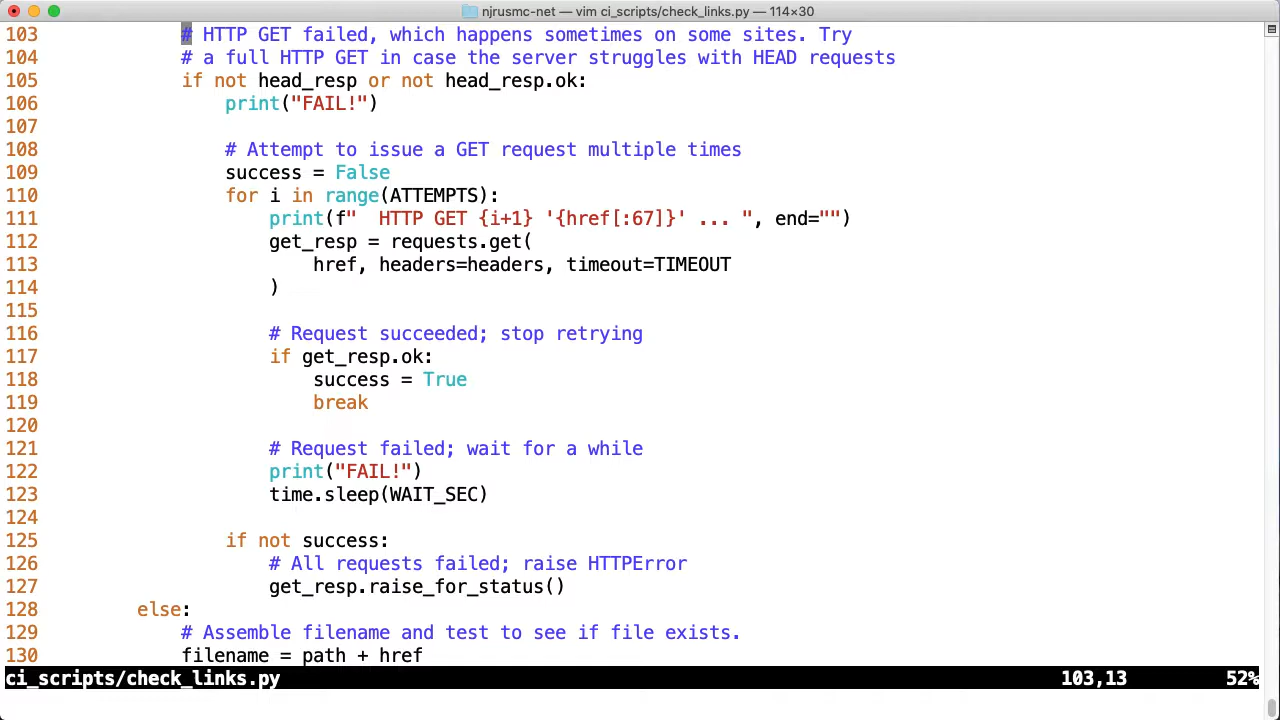 njrusmc-net — vim ci_scripts/check_links.py — 114×30
103             # HTTP GET failed, which happens sometimes on some sites. Try
104             # a full HTTP GET in case the server struggles with HEAD requests
105             if not head_resp or not head_resp.ok:
106                 print("FAIL!")
107
108                 # Attempt to issue a GET request multiple times
109                 success = False
110                 for i in range(ATTEMPTS):
111                     print(f"  HTTP GET {i+1} '{href[:67]}' ... ", end="")
112                     get_resp = requests.get(
113                         href, headers=headers, timeout=TIMEOUT
114                     )
115
116                     # Request succeeded; stop retrying
117                     if get_resp.ok:
118                         success = True
119                         break
120
121                     # Request failed; wait for a while
122                     print("FAIL!")
123                     time.sleep(WAIT_SEC)
124
125                 if not success:
126                     # All requests failed; raise HTTPError
127                     get_resp.raise_for_status()
128         else:
129             # Assemble filename and test to see if file exists.
130             filename = path + href
ci_scripts/check_links.py 103,13 52%